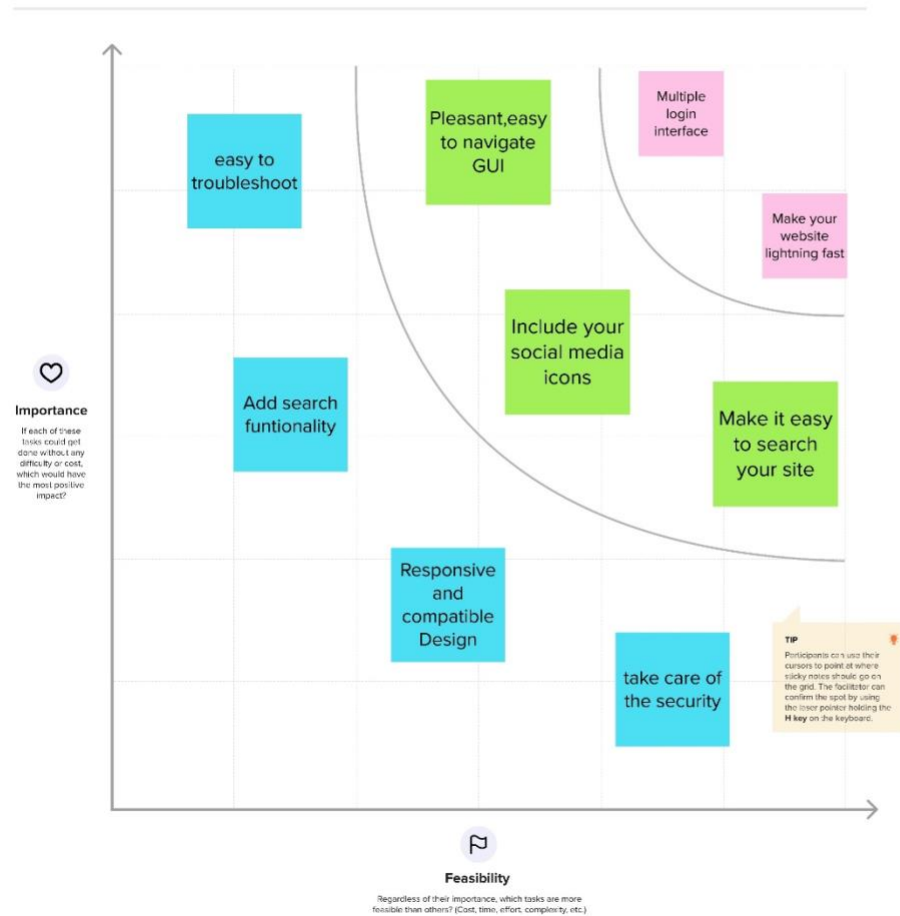 Multiple
login
interface
Pleasant,easy
to navigate
GUI
easy to
troubleshoot
Make your
website
lightning fast
Include your
social media
icons
Add search
funtionality
Make it easy
to search
your site
Importance
If each of these
tasks could get
done without any
difficulty or cost,
which would have
the most positive
impact?
Responsive
and
compatible
Design
take care of
the security
TIP
Participants can use their
cursors to point at where
sticky notes should go on
the grid. The facilitator can
confirm the spot by using
the laser pointer holding the
H key on the keyboard.
Feasibility
Regardless of their importance, which tasks are more
feasible than others? (Cost, time, effort, complexity, etc.)